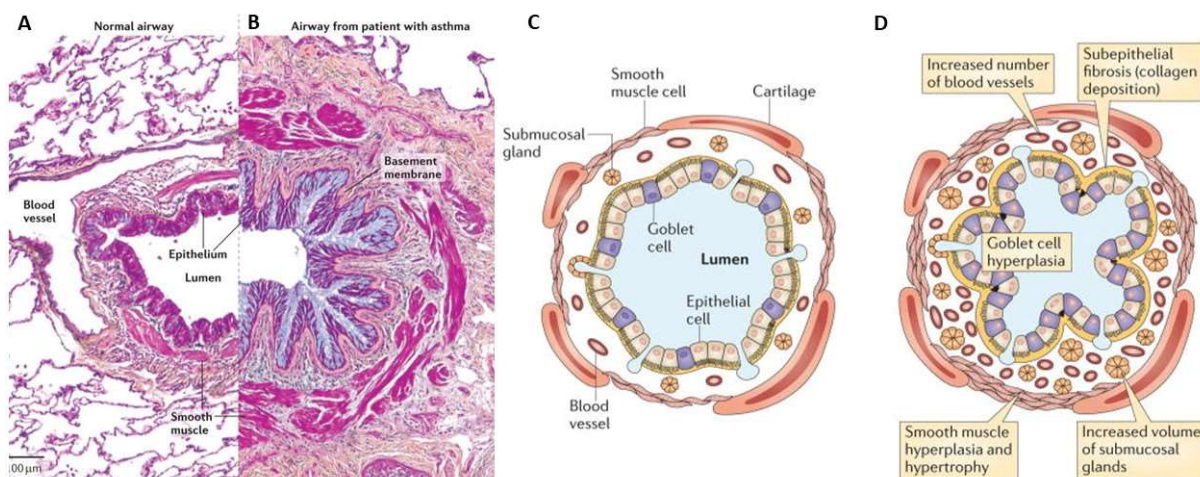 A
Normal airway
B
Airway from patient with asthma
Basement
membrane
Blood
vessel
Epithelium
Lumen
Smooth
muscle
00 µm
C
Smooth
muscle cell
Cartilage
Submucosal
gland
Goblet
cell
Lumen
Epithelial
cell
Blood
vessel
D
Increased number
of blood vessels
Subepithelial
fibrosis (collagen
deposition)
Goblet cell
hyperplasia
Smooth muscle
hyperplasia and
hypertrophy
Increased volume
of submucosal
glands